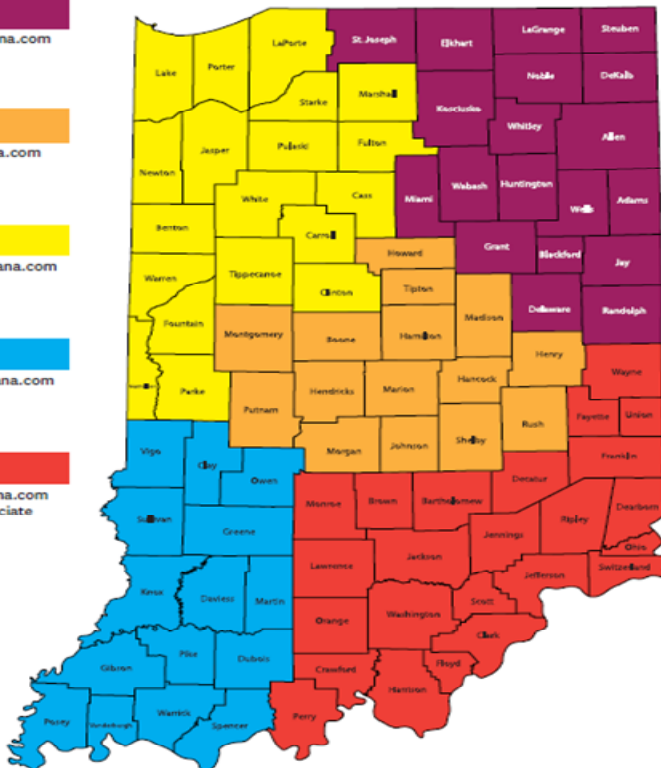 na.com
a.com
ana.com
na.com
na.com
ciate
Lake
Porter
LaPorte
St. Joseph
Elkhart
LaGrange
Steuben
Noble
DeKalb
Starke
Marshall
Kosciusko
Whitley
Allen
Newton
Jasper
Pulaski
Fulton
White
Cass
Miami
Wabash
Huntington
Wells
Adams
Benton
Carroll
Howard
Grant
Blackford
Jay
Warren
Tippecanoe
Clinton
Tipton
Madison
Delaware
Randolph
Fountain
Montgomery
Boone
Hamilton
Henry
Wayne
Parke
Putnam
Hendricks
Marion
Hancock
Rush
Fayette
Union
Morgan
Johnson
Shelby
Vigo
Clay
Owen
Monroe
Brown
Bartholomew
Decatur
Franklin
Sullivan
Greene
Jennings
Ripley
Dearborn
Ohio
Lawrence
Jackson
Jefferson
Switzerland
Knox
Daviess
Martin
Orange
Washington
Scott
Clark
Gibson
Pike
Dubois
Crawford
Floyd
Harrison
Posey
Vanderburgh
Warrick
Spencer
Perry